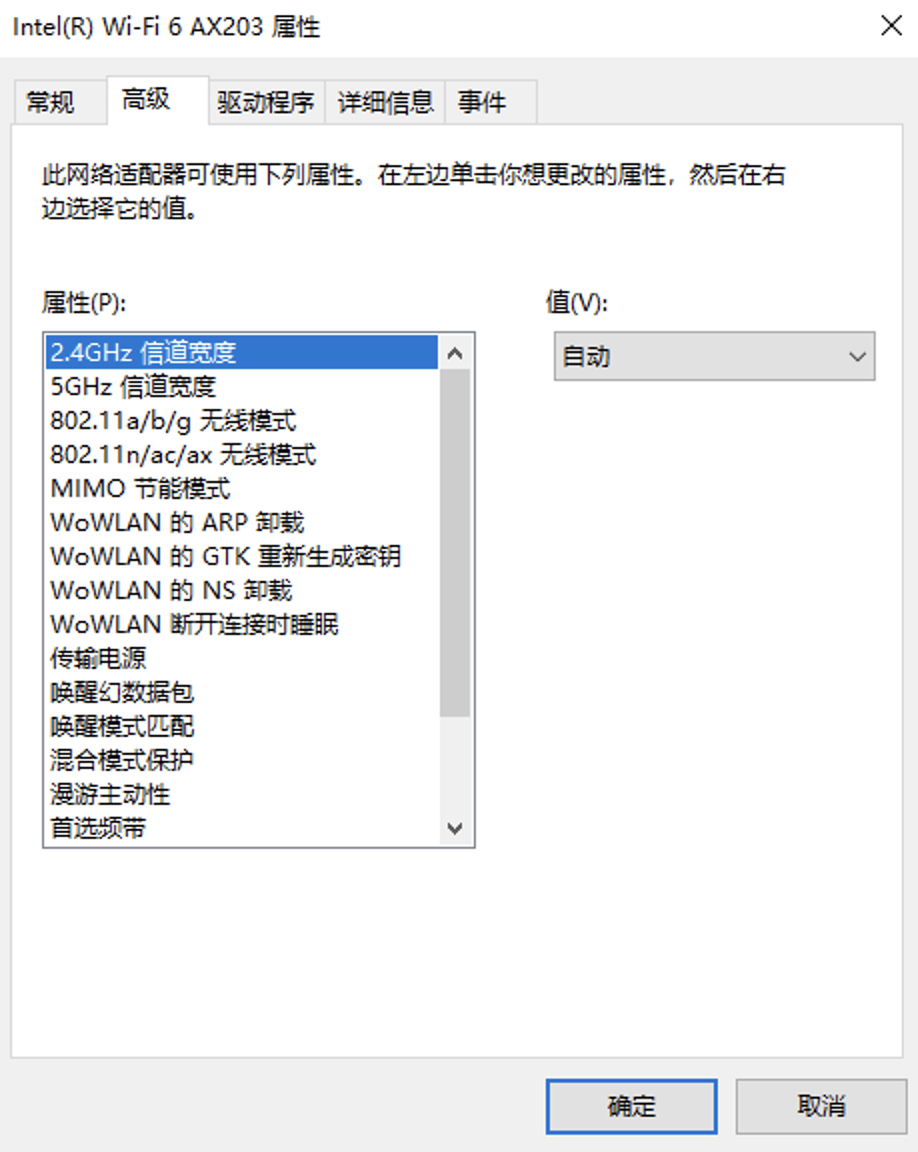 Intel(R) Wi-Fi 6 AX203 属性
常规 高级 驱动程序 详细信息 事件
此网络适配器可使用下列属性。在左边单击你想更改的属性，然后在右
边选择它的值。
属性(P): 值(V):
2.4GHz 信道宽度 自动
5GHz 信道宽度
802.11a/b/g 无线模式
802.11n/ac/ax 无线模式
MIMO 节能模式
WoWLAN 的 ARP 卸载
WoWLAN 的 GTK 重新生成密钥
WoWLAN 的 NS 卸载
WoWLAN 断开连接时睡眠
传输电源
唤醒幻数据包
唤醒模式匹配
混合模式保护
漫游主动性
首选频带
确定 取消